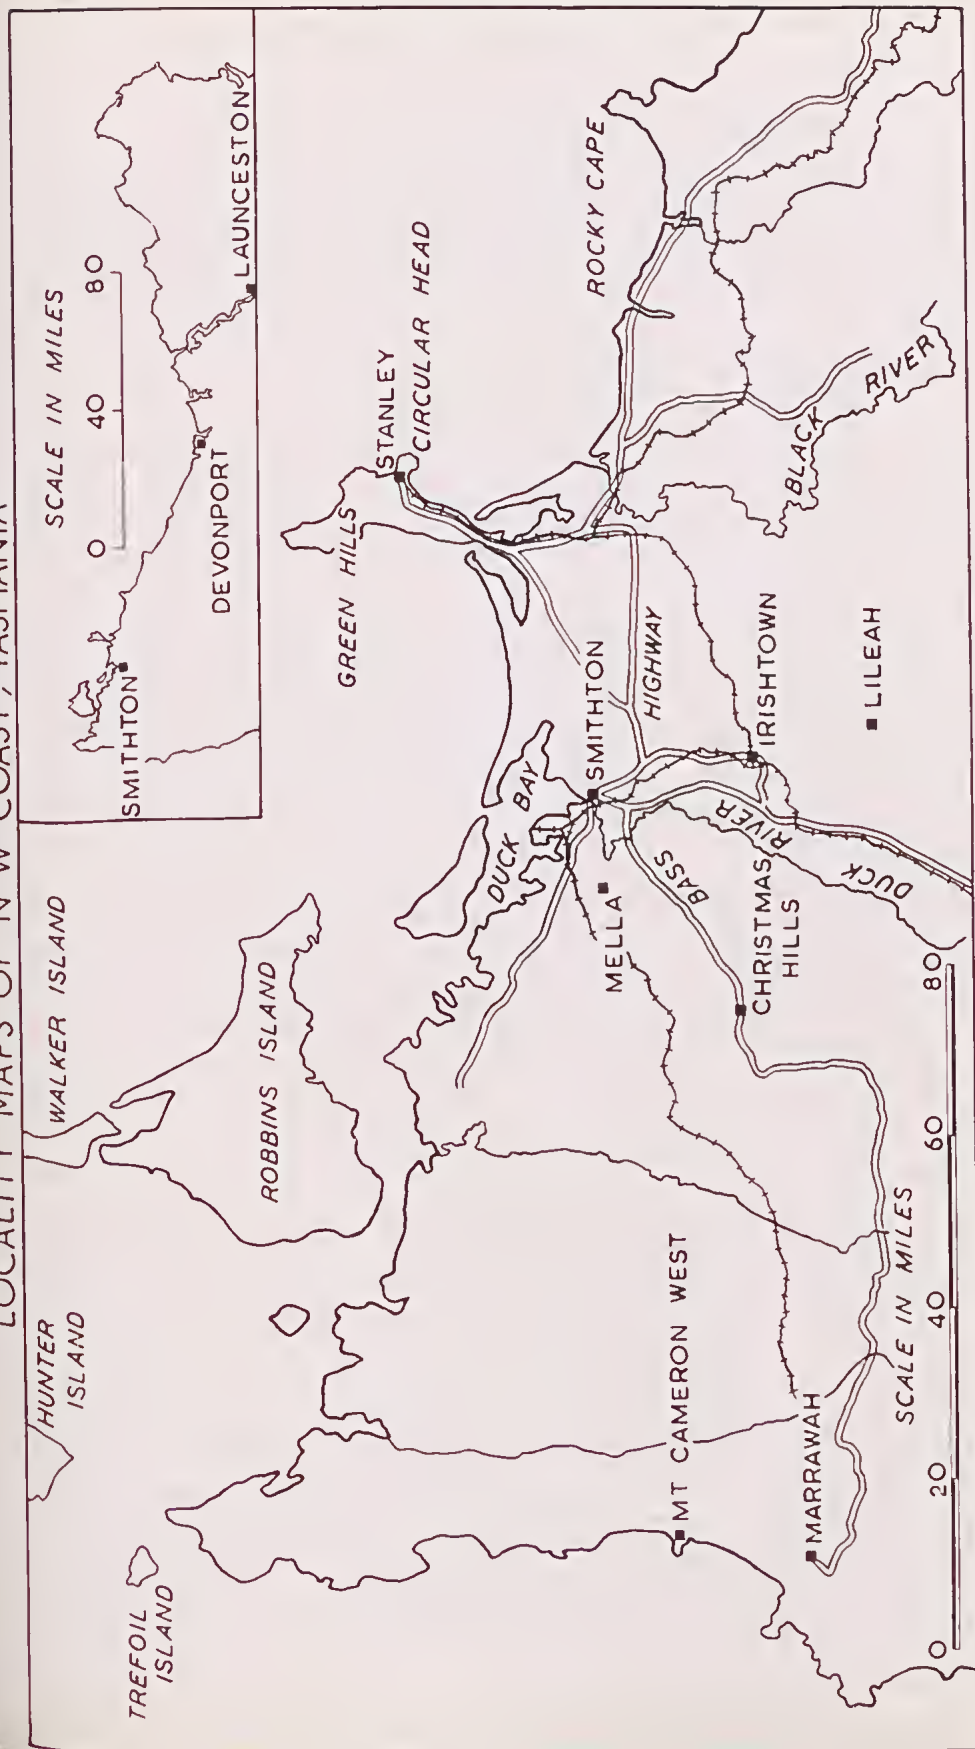 LOCALITY MAPS OF N W COAST, TASMANIA
HUNTER
ISLAND
WALKER ISLAND
TREFOIL
ISLAND
ROBBINS ISLAND
SCALE IN MILES
0 40 80
SMITHTON
DEVONPORT
LAUNCESTON
GREEN HILLS
STANLEY
CIRCULAR HEAD
ROCKY CAPE
DUCK BAY
SMITHTON
HIGHWAY
MELLA
BASS
IRISHTOWN
BLACK RIVER
LILEAH
DUCK RIVER
CHRISTMAS
HILLS
MT CAMERON WEST
MARRAWAH
SCALE IN MILES
0 20 40 60 80